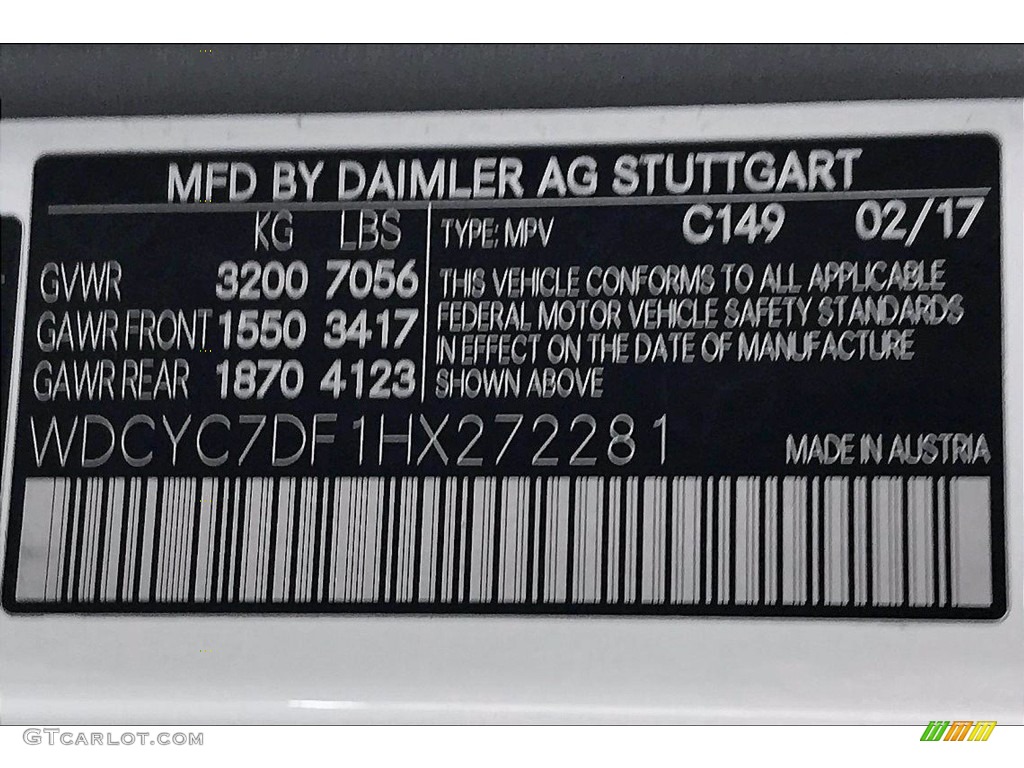 MFD BY DAIMLER AG STUTTGART
KG LBS
GVWR 3200 7056
GAWR FRONT 1550 3417
GAWR REAR 1870 4123
TYPE: MPV C149 02/17
THIS VEHICLE CONFORMS TO ALL APPLICABLE
FEDERAL MOTOR VEHICLE SAFETY STANDARDS
IN EFFECT ON THE DATE OF MANUFACTURE
SHOWN ABOVE
WDCYC7DF1HX272281
MADE IN AUSTRIA
GTCARLOT.COM